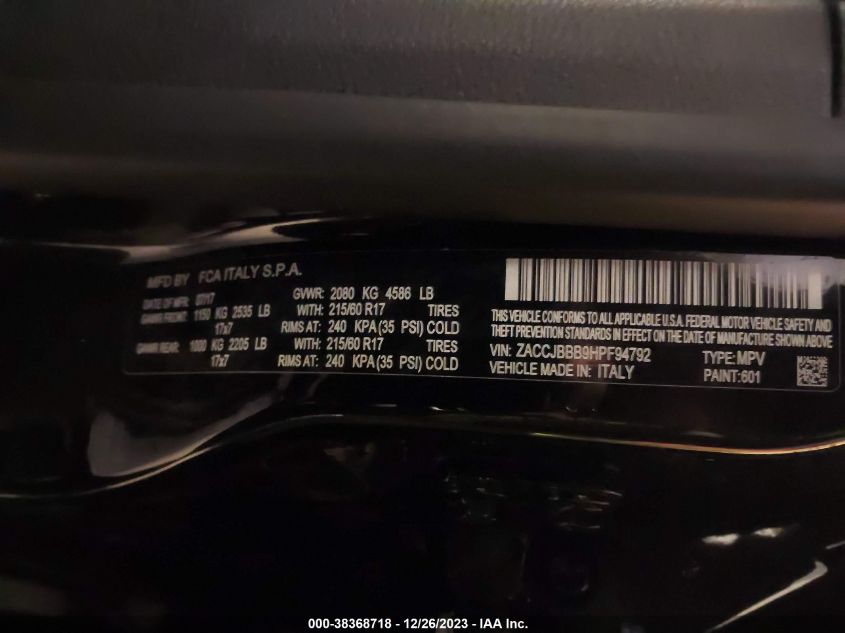 MFD BY FCA ITALY S.P.A.
DATE OF MFR 07/17 GVWR: 2080 KG 4586 LB
GAWR FRONT: 1150 KG 2535 LB WITH: 215/60 R17 TIRES
17x7 RIMS AT: 240 KPA (35 PSI) COLD
GAWR REAR: 1000 KG 2205 LB WITH: 215/60 R17 TIRES
17x7 RIMS AT: 240 KPA (35 PSI) COLD
THIS VEHICLE CONFORMS TO ALL APPLICABLE U.S.A. FEDERAL MOTOR VEHICLE SAFETY AND
THEFT PREVENTION STANDARDS IN EFFECT ON THE DATE OF MANUFACTURE SHOWN ABOVE
VIN: ZACCJBBB9HPF94792 TYPE: MPV
VEHICLE MADE IN: ITALY PAINT:601
000-38368718 - 12/26/2023 - IAA Inc.